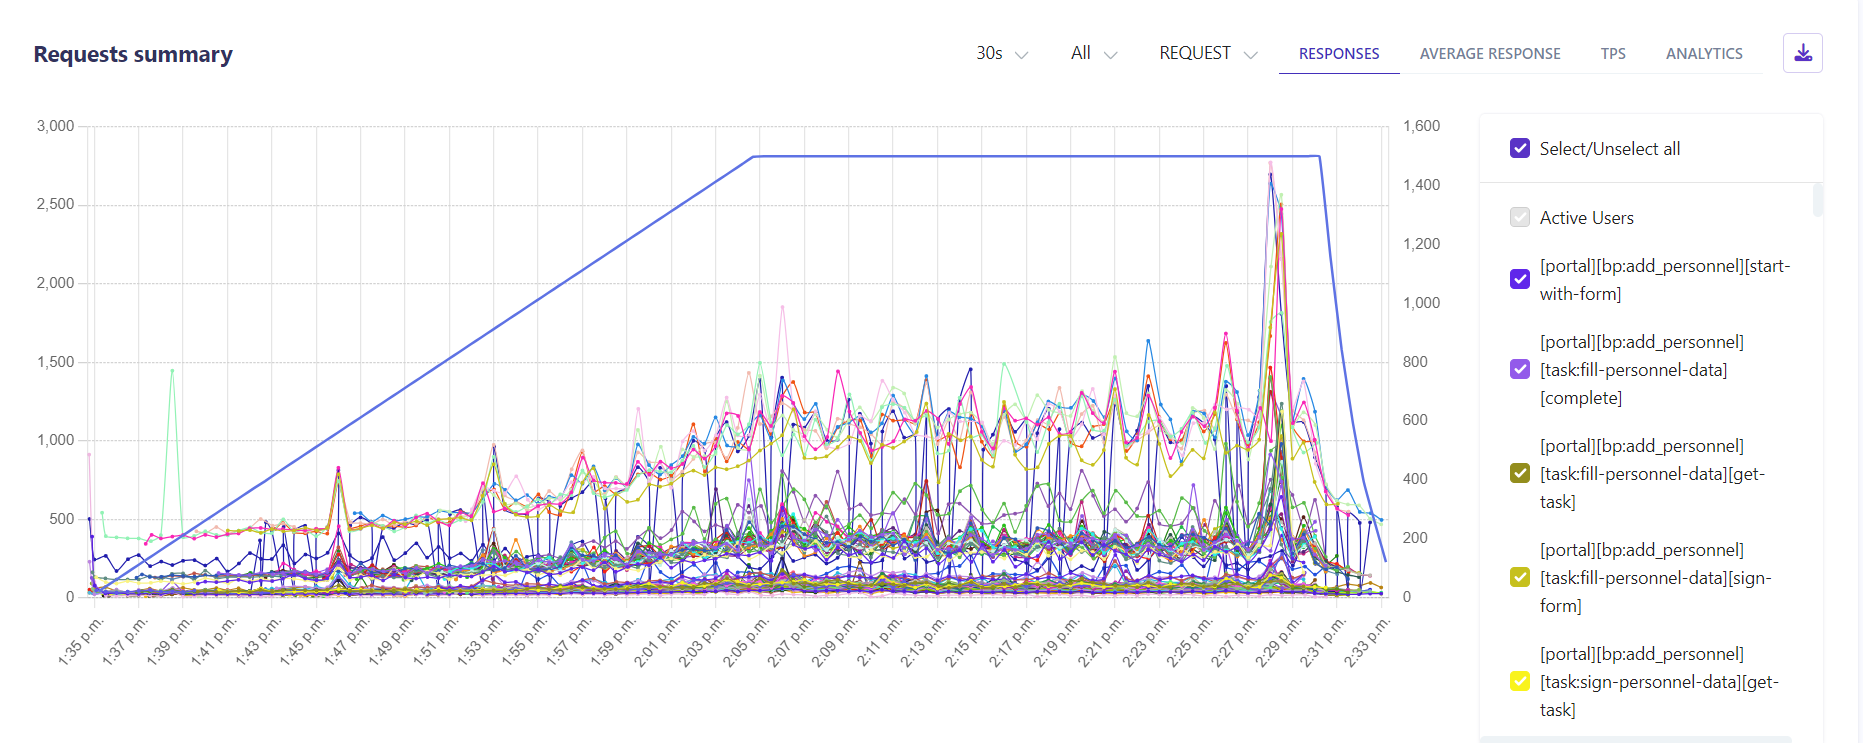 Requests summary
30s All REQUEST RESPONSES AVERAGE RESPONSE TPS ANALYTICS
3,000
2,500
2,000
1,500
1,000
500
0
1,600
1,400
1,200
1,000
800
600
400
200
0
1:35 p.m. 1:37 p.m. 1:39 p.m. 1:41 p.m. 1:43 p.m. 1:45 p.m. 1:47 p.m. 1:49 p.m. 1:51 p.m. 1:53 p.m. 1:55 p.m. 1:57 p.m. 1:59 p.m. 2:01 p.m. 2:03 p.m. 2:05 p.m. 2:07 p.m. 2:09 p.m. 2:11 p.m. 2:13 p.m. 2:15 p.m. 2:17 p.m. 2:19 p.m. 2:21 p.m. 2:23 p.m. 2:25 p.m. 2:27 p.m. 2:29 p.m. 2:31 p.m. 2:33 p.m.
Select/Unselect all
Active Users
[portal][bp:add_personnel][start-
with-form]
[portal][bp:add_personnel]
[task:fill-personnel-data]
[complete]
[portal][bp:add_personnel]
[task:fill-personnel-data][get-
task]
[portal][bp:add_personnel]
[task:fill-personnel-data][sign-
form]
[portal][bp:add_personnel]
[task:sign-personnel-data][get-
task]